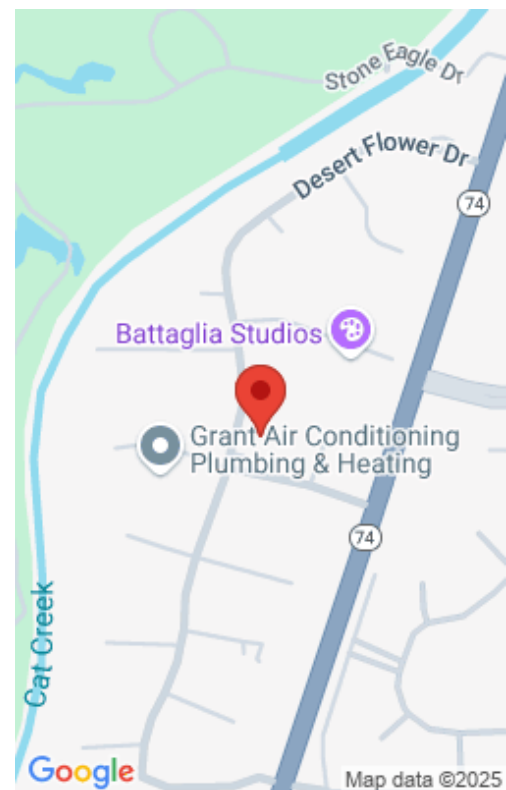 Stone Eagle Dr
Desert Flower Dr
74
Battaglia Studios
Grant Air Conditioning
Plumbing & Heating
74
Cat Creek
Google
Map data ©2025